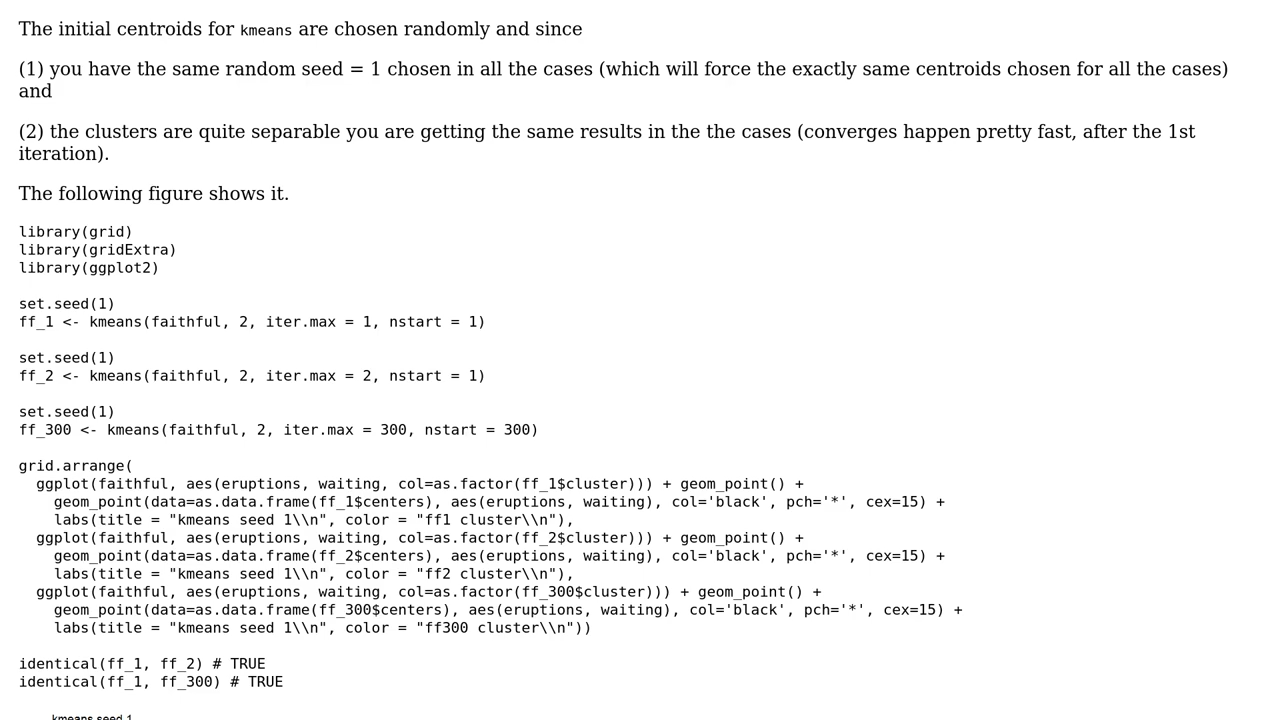 The initial centroids for kmeans are chosen randomly and since
(1) you have the same random seed = 1 chosen in all the cases (which will force the exactly same centroids chosen for all the cases)
and
(2) the clusters are quite separable you are getting the same results in the the cases (converges happen pretty fast, after the 1st
iteration).
The following figure shows it.
library(grid)
library(gridExtra)
library(ggplot2)
set.seed(1)
ff_1 <- kmeans(faithful, 2, iter.max = 1, nstart = 1)
set.seed(1)
ff_2 <- kmeans(faithful, 2, iter.max = 2, nstart = 1)
set.seed(1)
ff_300 <- kmeans(faithful, 2, iter.max = 300, nstart = 300)
grid.arrange(
  ggplot(faithful, aes(eruptions, waiting, col=as.factor(ff_1$cluster))) + geom_point() +
    geom_point(data=as.data.frame(ff_1$centers), aes(eruptions, waiting), col='black', pch='*', cex=15) +
    labs(title = "kmeans seed 1\\n", color = "ff1 cluster\\n"),
  ggplot(faithful, aes(eruptions, waiting, col=as.factor(ff_2$cluster))) + geom_point() +
    geom_point(data=as.data.frame(ff_2$centers), aes(eruptions, waiting), col='black', pch='*', cex=15) +
    labs(title = "kmeans seed 1\\n", color = "ff2 cluster\\n"),
  ggplot(faithful, aes(eruptions, waiting, col=as.factor(ff_300$cluster))) + geom_point() +
    geom_point(data=as.data.frame(ff_300$centers), aes(eruptions, waiting), col='black', pch='*', cex=15) +
    labs(title = "kmeans seed 1\\n", color = "ff300 cluster\\n"))
identical(ff_1, ff_2) # TRUE
identical(ff_1, ff_300) # TRUE
kmeans seed 1